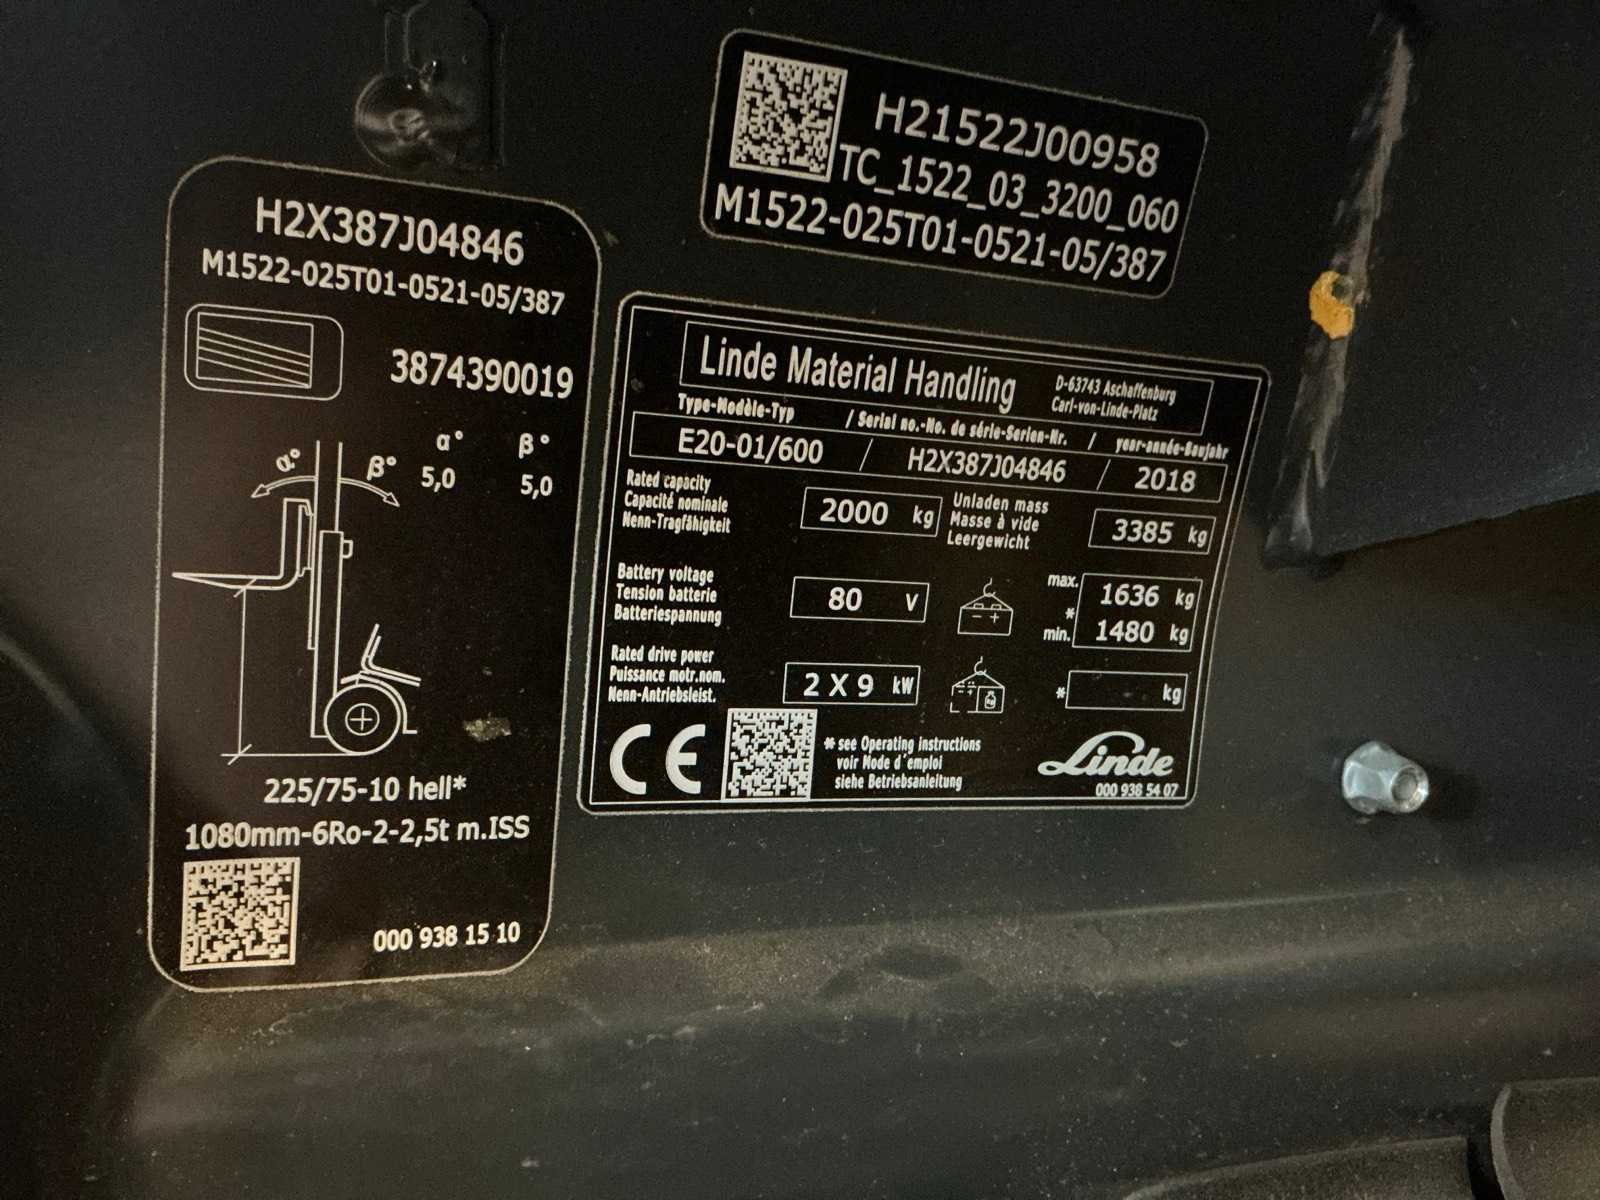 H21522J00958
TC_1522_03_3200_060
M1522-025T01-0521-05/387
H2X387J04846
M1522-025T01-0521-05/387
3874390019
α° β°
α° β° 5,0 5,0
225/75-10 hell*
1080mm-6Ro-2-2,5t m.ISS
000 938 15 10
Linde Material Handling
D-63743 Aschaffenburg
Carl-von-Linde-Platz
Type-Modèle-Typ / Serial no.-No. de série-Serien-Nr. / year-année-Baujahr
E20-01/600 / H2X387J04846 / 2018
Rated capacity
Capacité nominale
Nenn-Tragfähigkeit
2000 kg
Unladen mass
Masse à vide
Leergewicht
3385 kg
Battery voltage
Tension batterie
Batteriespannung
80 V
- +
max. 1636 kg
*
min. 1480 kg
Rated drive power
Puissance motr.nom.
Nenn-Antriebsleist.
2 X 9 kW
kg
* kg
CE
* see Operating instructions
voir Mode d'emploi
siehe Betriebsanleitung
Linde
000 938 54 07